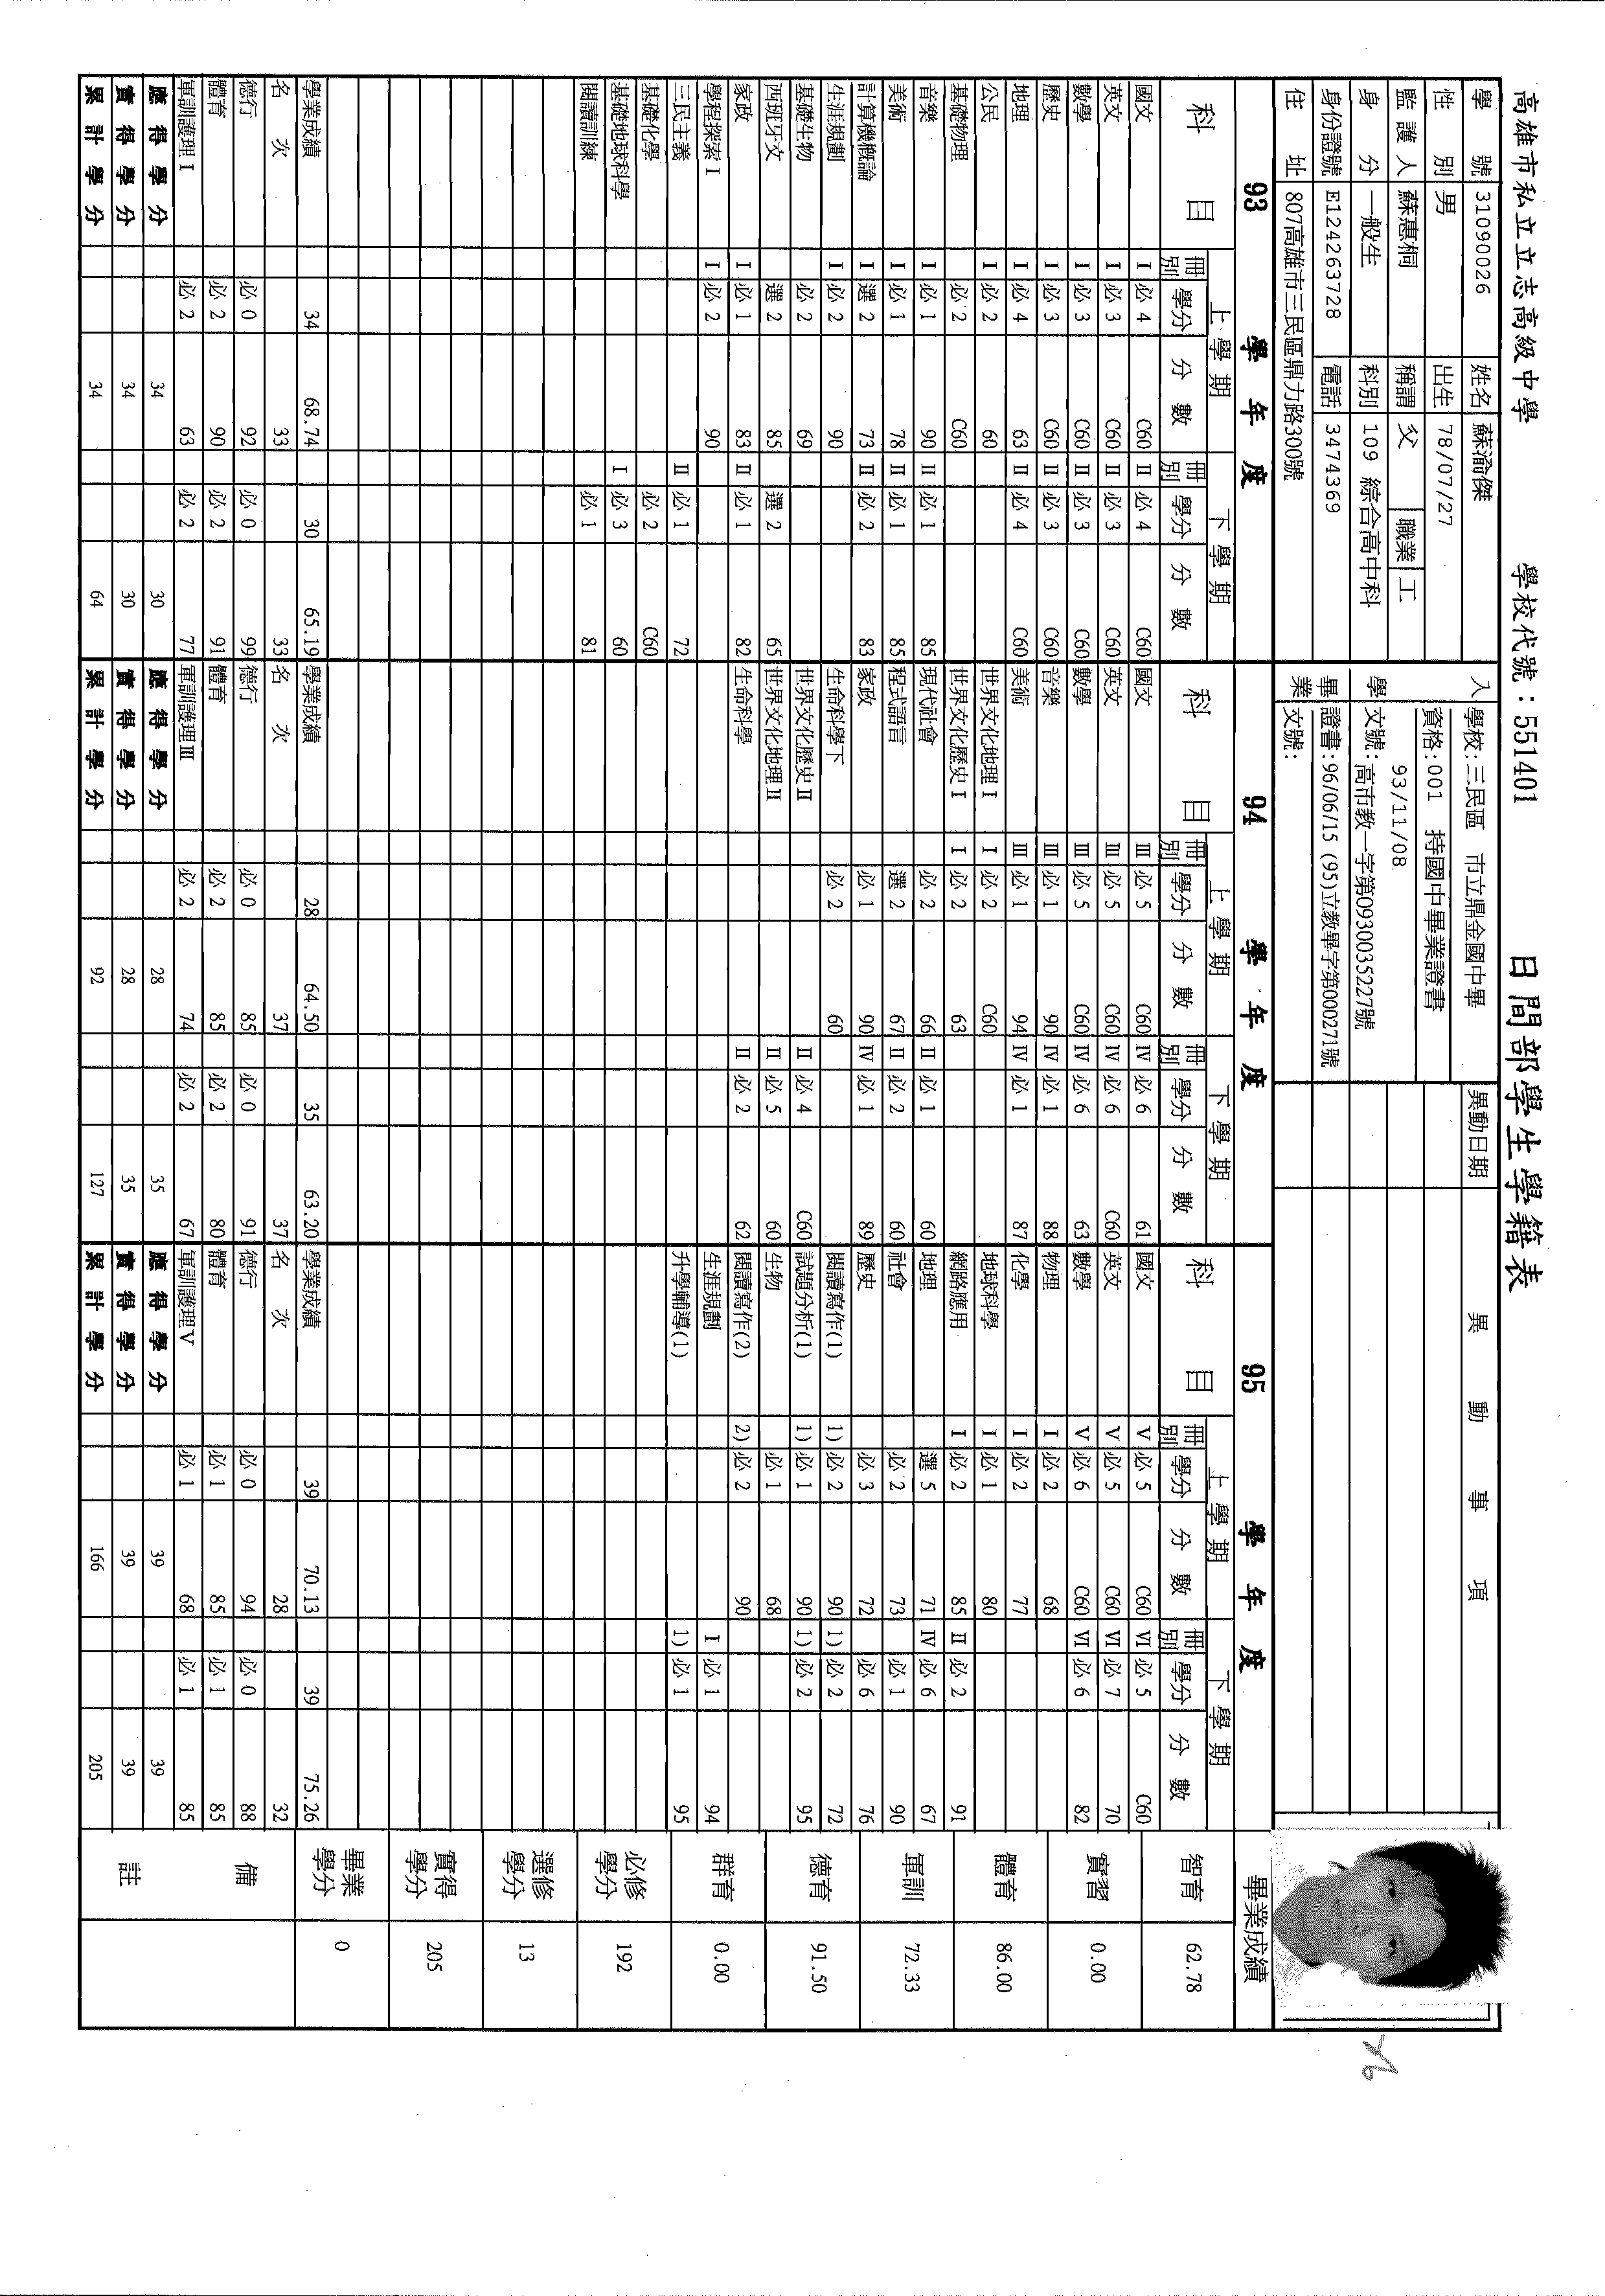 高雄市私立立志高級中學 學校代號：551401 日間部學生學籍表
學號 31090026 姓名 蘇渝傑
性別 男 出生 78/07/27
監護人 蘇惠桐 稱謂 父 職業 工
身分 一般生 科別 109 綜合高中科
身份證號 E124263728 電話 3474369
住址 807高雄市三民區鼎力路300號
入學 學校:三民區 市立鼎金國中畢
資格:001 持國中畢業證書
93/11/08
文號:高市教一字第0930035227號
畢業 證書:96/06/15 (95)立教畢字第000271號
文號:
異動日期 異動事項
93 學年度
科目 上學期 下學期
冊別 學分 分數 冊別 學分 分數
國文 I 必 4 C60 II 必 4 C60
英文 I 必 3 C60 II 必 3 C60
數學 I 必 3 C60 II 必 3 C60
歷史 I 必 3 C60 II 必 3 C60
地理 I 必 4 63 II 必 4 C60
公民 I 必 2 60
基礎物理 必 2 C60
音樂 I 必 1 90 II 必 1 85
美術 I 必 1 78 II 必 1 85
計算機概論 I 選 2 73 II 必 2 83
生涯規劃 I 必 2 90
基礎生物 必 2 69
西班牙文 選 2 85 選 2 65
家政 I 必 1 83 II 必 1 82
學程探索 I I 必 2 90
三民主義 II 必 1 72
基礎化學 必 2 C60
基礎地球科學 I 必 3 60
閱讀訓練 必 1 81
學業成績 34 68.74 30 65.19
名次 33 33
德行 必 0 92 必 0 99
體育 必 2 90 必 2 91
軍訓護理 I 必 2 63 必 2 77
應得學分 34 30
實得學分 34 30
累計學分 34 64
94 學年度
科目 上學期 下學期
冊別 學分 分數 冊別 學分 分數
國文 III 必 5 C60 IV 必 6 61
英文 III 必 5 C60 IV 必 6 C60
數學 III 必 5 C60 IV 必 6 63
音樂 III 必 1 90 IV 必 1 88
美術 III 必 1 94 IV 必 1 87
世界文化地理 I I 必 2 C60
世界文化歷史 I I 必 2 63
現代社會 必 2 66 II 必 1 60
程式語言 選 2 67 II 必 2 60
家政 必 1 90 IV 必 1 89
生命科學下 必 2 60
世界文化歷史 II II 必 4 C60
世界文化地理 II II 必 5 60
生命科學 II 必 2 62
學業成績 28 64.50 35 63.20
名次 37 37
德行 必 0 85 必 0 91
體育 必 2 85 必 2 80
軍訓護理 III 必 2 74 必 2 67
應得學分 28 35
實得學分 28 35
累計學分 92 127
95 學年度
科目 上學期 下學期
冊別 學分 分數 冊別 學分 分數
國文 V 必 5 C60 VI 必 5 C60
英文 V 必 5 C60 VI 必 7 70
數學 V 必 6 C60 VI 必 6 82
物理 I 必 2 68
化學 I 必 2 77
地球科學 I 必 1 80
網路應用 I 必 2 85 II 必 2 91
地理 選 5 71 IV 必 6 67
社會 必 2 73 必 1 90
歷史 必 3 72 必 6 76
閱讀寫作(1) 1) 必 2 90 1) 必 2 72
試題分析(1) 1) 必 1 90 1) 必 2 95
生物 必 1 68
閱讀寫作(2) 2) 必 2 90
生涯規劃 I 必 1 94
升學輔導(1) 1) 必 1 95
學業成績 39 70.13 39 75.26
名次 28 32
德行 必 0 94 必 0 88
體育 必 1 85 必 1 85
軍訓護理 V 必 1 68 必 1 85
應得學分 39 39
實得學分 39 39
累計學分 166 205
畢業成績
智育 62.78
實習 0.00
體育 86.00
軍訓 72.33
德育 91.50
群育 0.00
必修學分 192
選修學分 13
實得學分 205
畢業學分 0
備註